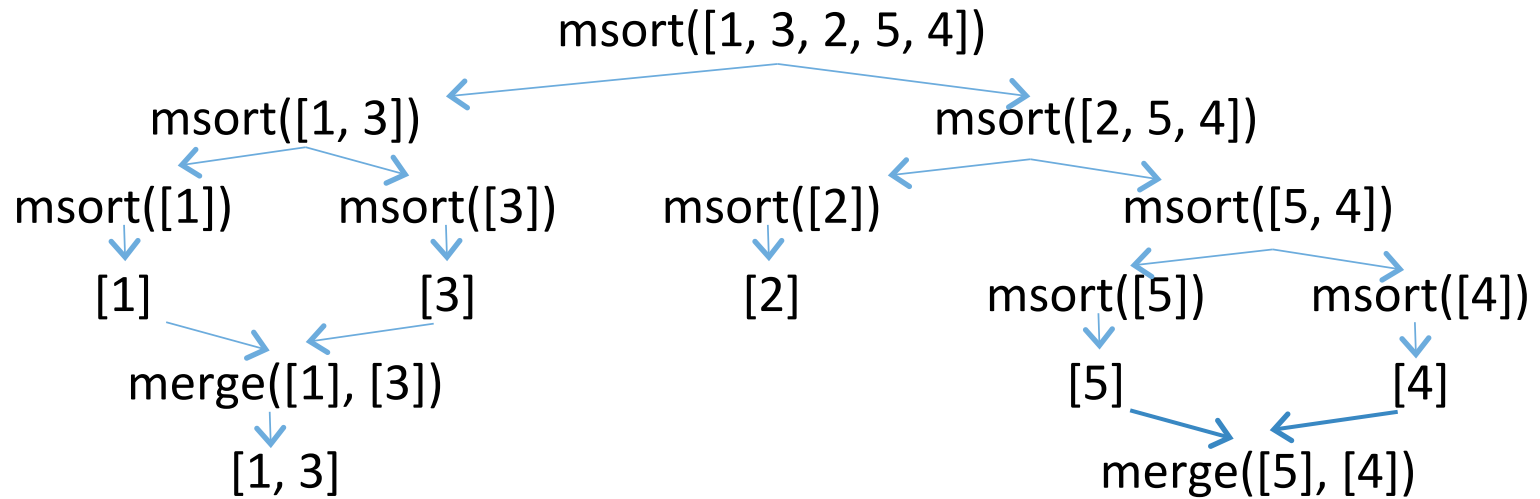 msort([1, 3, 2, 5, 4])
msort([1, 3]) msort([2, 5, 4])
msort([1]) msort([3]) msort([2]) msort([5, 4])
[1] [3] [2] msort([5]) msort([4])
merge([1], [3]) [5] [4]
[1, 3] merge([5], [4])